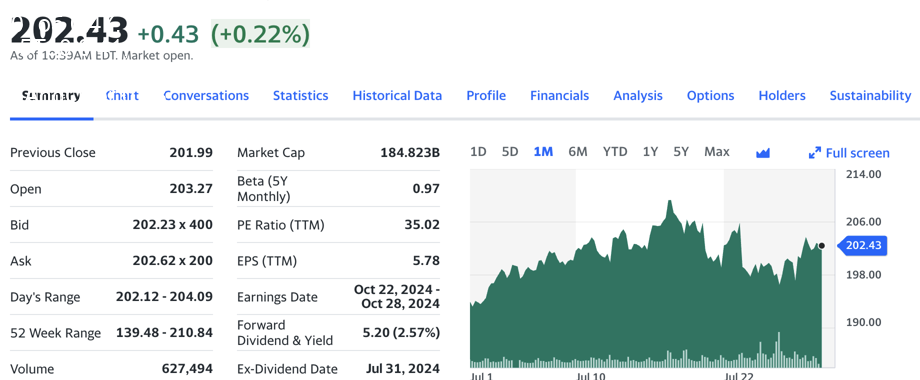 202.43 +0.43 (+0.22%)
As of 10:39AM EDT. Market open.
Summary Chart Conversations Statistics Historical Data Profile Financials Analysis Options Holders Sustainability
Previous Close 201.99
Open 203.27
Bid 202.23 x 400
Ask 202.62 x 200
Day's Range 202.12 - 204.09
52 Week Range 139.48 - 210.84
Volume 627,494
Market Cap 184.823B
Beta (5Y
Monthly) 0.97
PE Ratio (TTM) 35.02
EPS (TTM) 5.78
Earnings Date Oct 22, 2024 -
Oct 28, 2024
Forward
Dividend & Yield 5.20 (2.57%)
Ex-Dividend Date Jul 31, 2024
1D 5D 1M 6M YTD 1Y 5Y Max Full screen
214.00
206.00
202.43
198.00
190.00
Jul 1 Jul 10 Jul 22